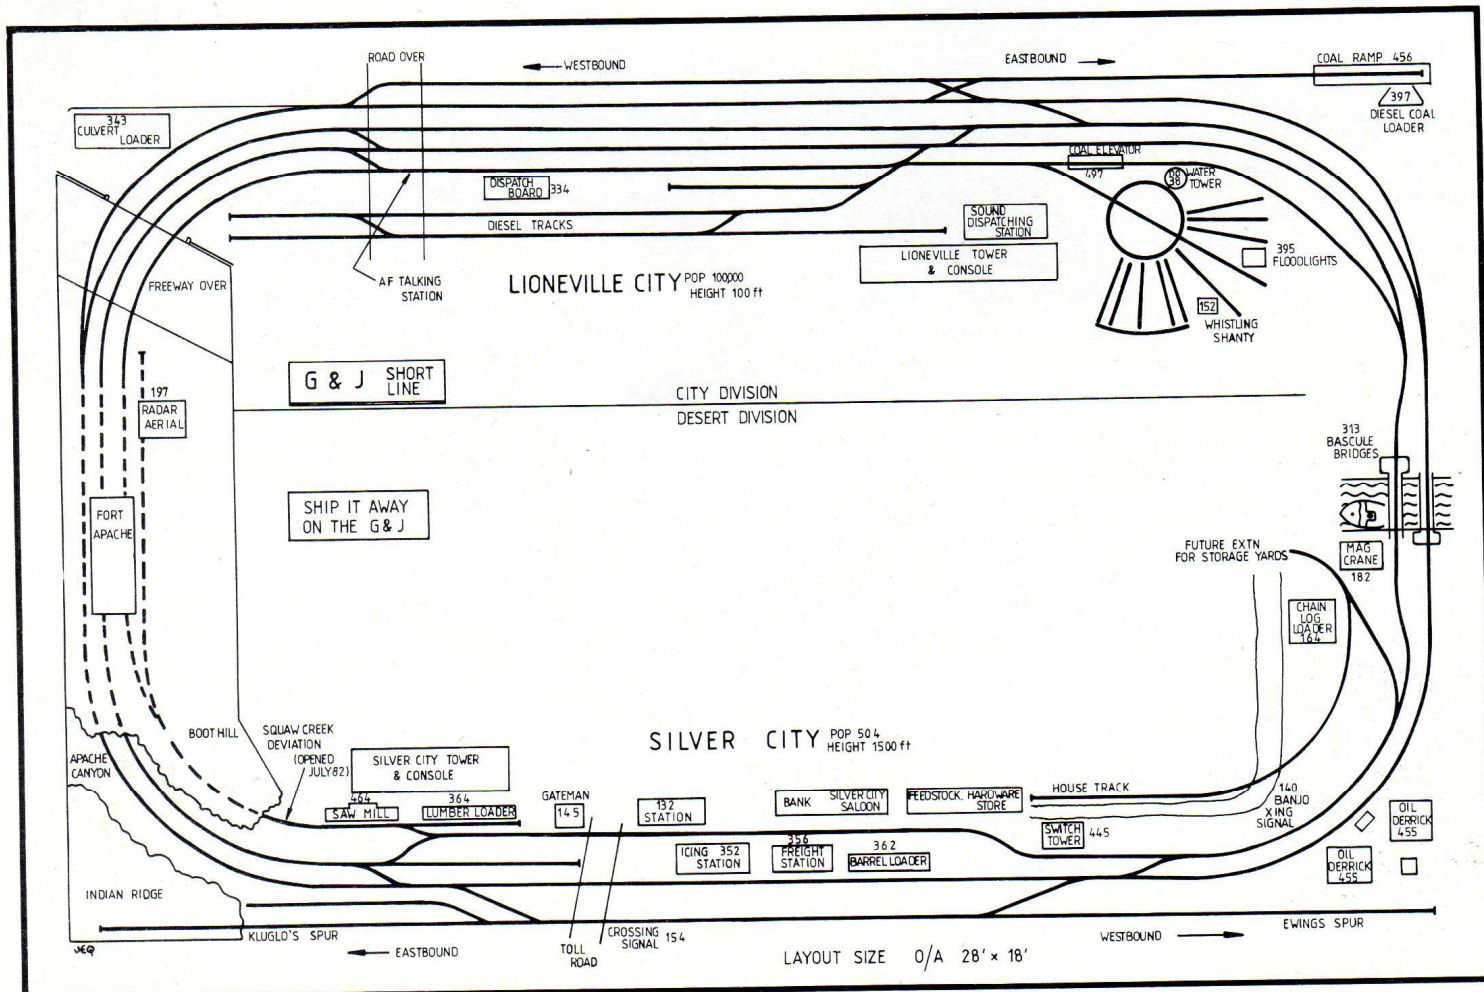 ROAD OVER
WESTBOUND
EASTBOUND
COAL RAMP 456
397
DIESEL COAL
LOADER
343
CULVERT
LOADER
COAL ELEVATOR
497
WATER
TOWER
38
DISPATCH
BOARD 334
SOUND
DISPATCHING
STATION
DIESEL TRACKS
LIONEVILLE TOWER
& CONSOLE
395
FLOODLIGHTS
FREEWAY OVER
AF TALKING
STATION
LIONEVILLE CITY POP 100,000
HEIGHT 100 ft
152
WHISTLING
SHANTY
G & J SHORT
LINE
CITY DIVISION
DESERT DIVISION
197
RADAR
AERIAL
313
BASCULE
BRIDGES
FORT
APACHE
SHIP IT AWAY
ON THE G&J
FUTURE EXTN
FOR STORAGE YARDS
MAG
CRANE
182
CHAIN
LOG
LOADER
164
BOOT HILL
SQUAW CREEK
DEVIATION
(OPENED
JULY 82)
SILVER CITY POP 504
HEIGHT 1500 ft
APACHE
CANYON
SILVER CITY TOWER
& CONSOLE
464
SAW MILL
364
LUMBER LOADER
GATEMAN
145
132
STATION
BANK SILVER CITY
SALOON
FEEDSTOCK, HARDWARE
STORE
HOUSE TRACK
140
BANJO
XING
SIGNAL
OIL
DERRICK
455
SWITCH
TOWER 445
ICING 352
STATION
356
FREIGHT
STATION
362
BARREL LOADER
OIL
DERRICK
455
INDIAN RIDGE
KLUGLO'S SPUR
EASTBOUND
TOLL
ROAD
CROSSING
SIGNAL 154
WESTBOUND
EWINGS SPUR
JEQ
LAYOUT SIZE O/A 28' × 18'